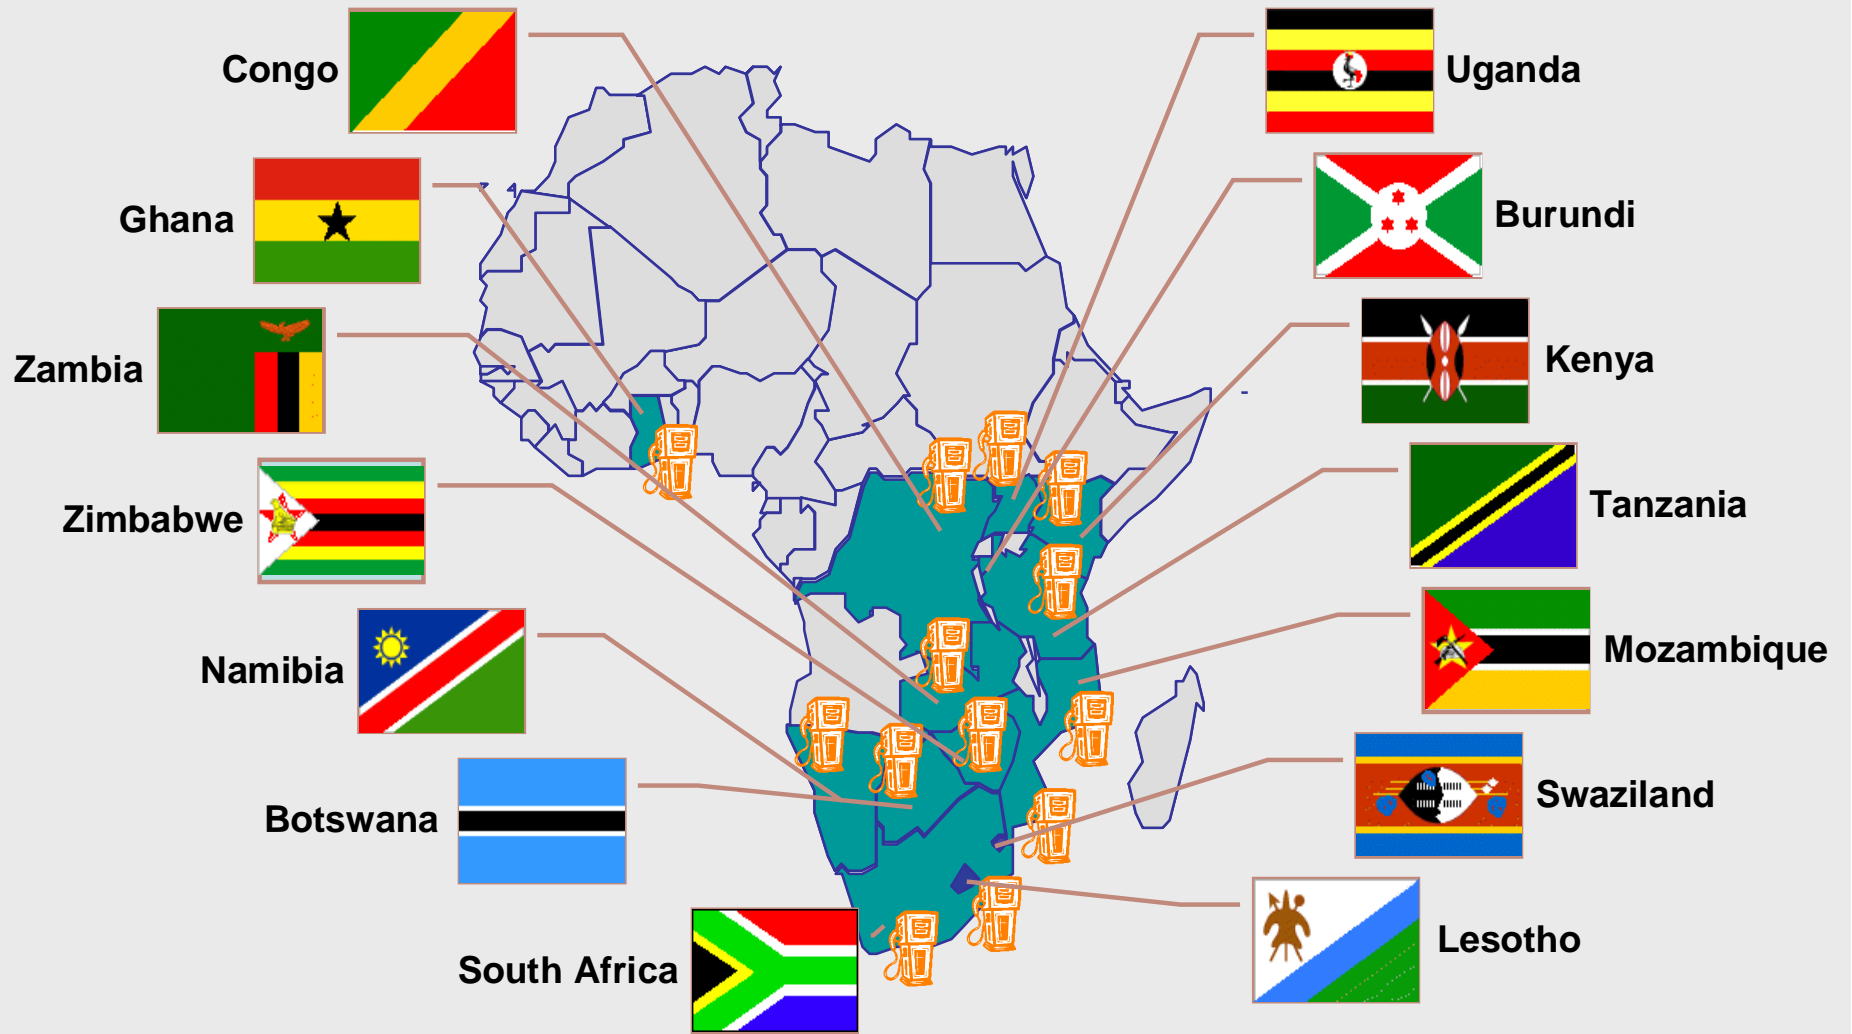 Congo
Uganda
Ghana
Burundi
Zambia
Kenya
Zimbabwe
Tanzania
Namibia
Mozambique
Botswana
Swaziland
South Africa
Lesotho